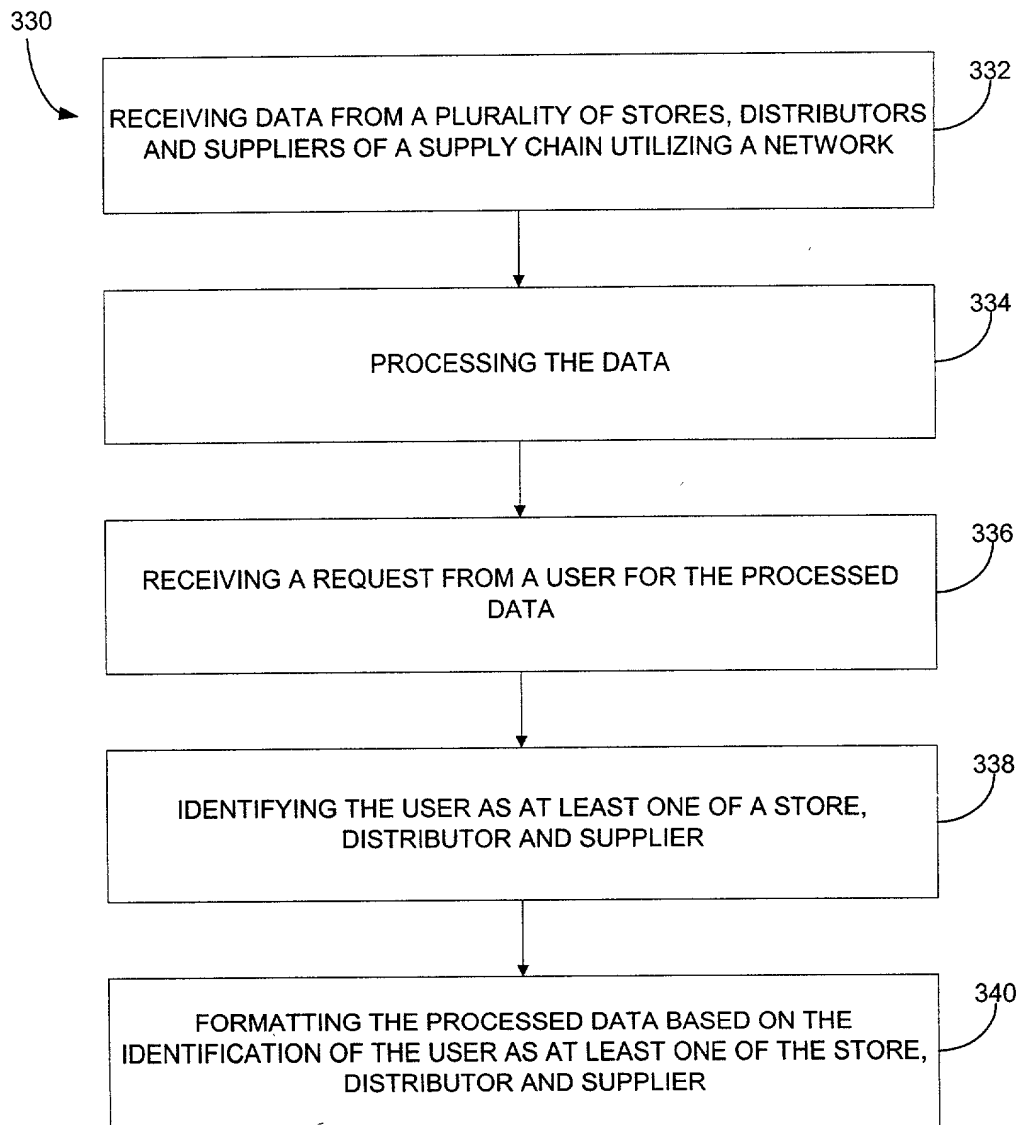 330
332
RECEIVING DATA FROM A PLURALITY OF STORES, DISTRIBUTORS
AND SUPPLIERS OF A SUPPLY CHAIN UTILIZING A NETWORK
334
PROCESSING THE DATA
336
RECEIVING A REQUEST FROM A USER FOR THE PROCESSED
DATA
338
IDENTIFYING THE USER AS AT LEAST ONE OF A STORE,
DISTRIBUTOR AND SUPPLIER
340
FORMATTING THE PROCESSED DATA BASED ON THE
IDENTIFICATION OF THE USER AS AT LEAST ONE OF THE STORE,
DISTRIBUTOR AND SUPPLIER